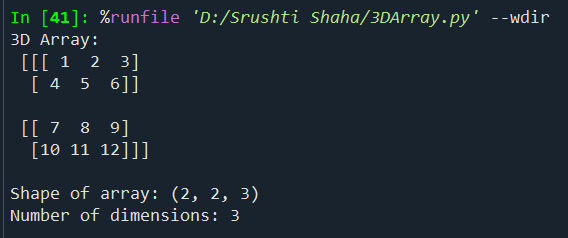 In [41]: %runfile 'D:/Srushti Shaha/3DArray.py' --wdir
3D Array:
 [[[ 1  2  3]
  [ 4  5  6]]

 [[ 7  8  9]
  [10 11 12]]]

Shape of array: (2, 2, 3)
Number of dimensions: 3